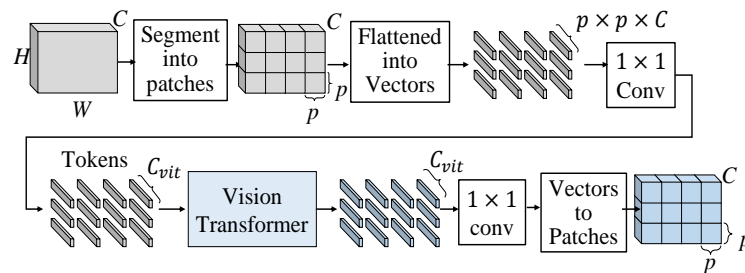 C
H
W
Segment
into
patches
C
p
p
Flattened
into
Vectors
p × p × C
1 × 1
Conv
Tokens
C_vit
Vision
Transformer
C_vit
1 × 1
conv
Vectors
to
Patches
C
p
p